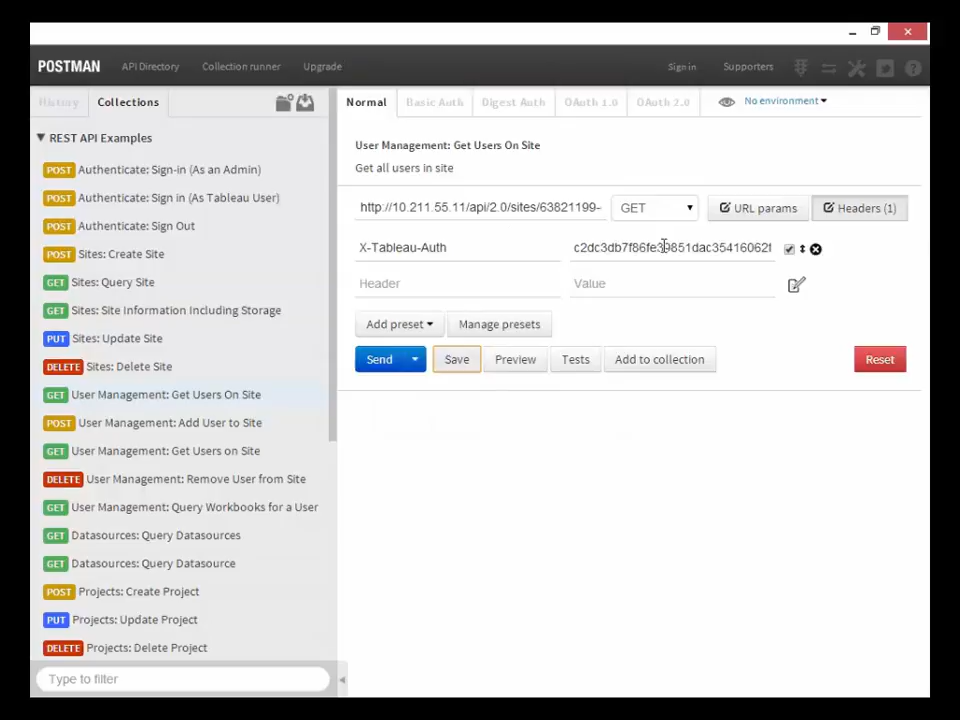 POSTMAN API Directory Collection runner Upgrade Sign in Supporters
History Collections
Normal Basic Auth Digest Auth OAuth 1.0 OAuth 2.0 No environment
REST API Examples
POST Authenticate: Sign-in (As an Admin)
POST Authenticate: Sign in (As Tableau User)
POST Authenticate: Sign Out
POST Sites: Create Site
GET Sites: Query Site
GET Sites: Site Information Including Storage
PUT Sites: Update Site
DELETE Sites: Delete Site
GET User Management: Get Users On Site
POST User Management: Add User to Site
GET User Management: Get Users on Site
DELETE User Management: Remove User from Site
GET User Management: Query Workbooks for a User
GET Datasources: Query Datasources
GET Datasources: Query Datasource
POST Projects: Create Project
PUT Projects: Update Project
DELETE Projects: Delete Project
Type to filter
User Management: Get Users On Site
Get all users in site
http://10.211.55.11/api/2.0/sites/63821199- GET URL params Headers (1)
X-Tableau-Auth
Header Value
Add preset Manage presets
Send Save Preview Tests Add to collection Reset